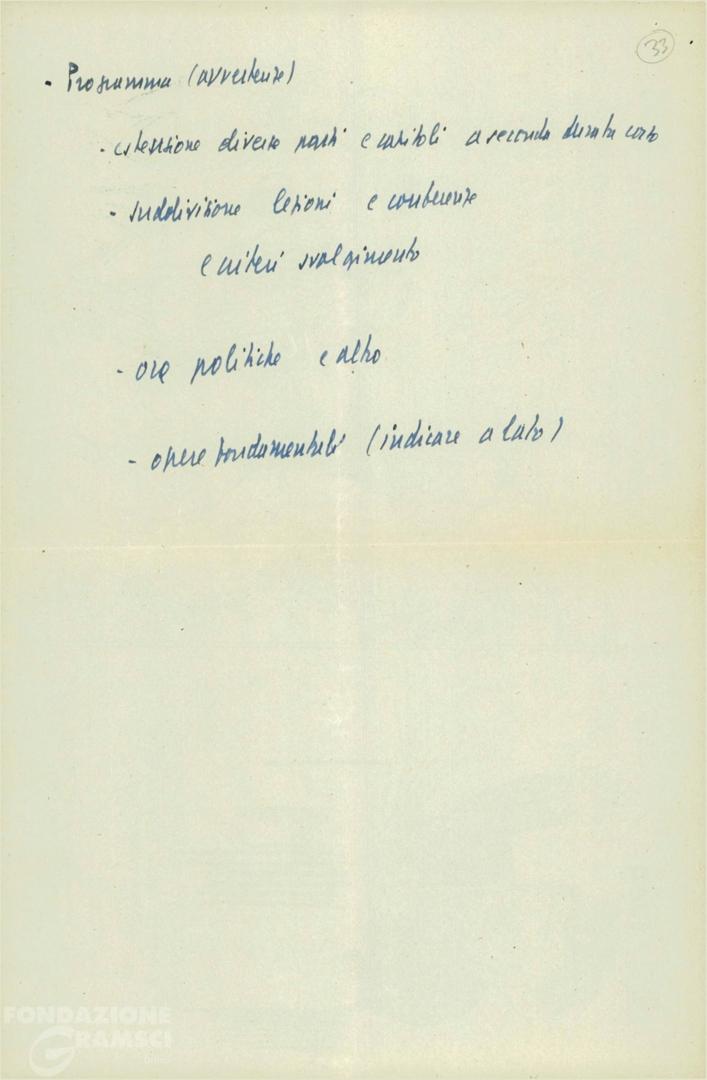 33
- Programma (avvertenze)
- estensione diverse parti e capitoli a seconda durata corso
- suddivisione lezioni e conferenze
e criteri svolgimento
- ore politiche e altro
- opere fondamentali (indicare a lato)
FONDAZIONE
GRAMSCI